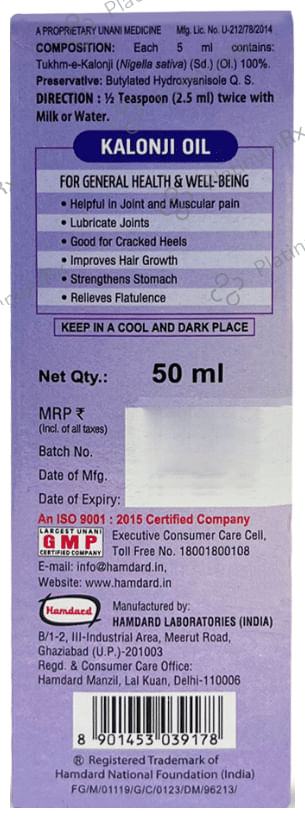 A PROPRIETARY UNANI MEDICINE Mfg. Lic. No. U-212/78/2014
COMPOSITION: Each 5 ml contains:
Tukhm-e-Kalonji (Nigella sativa) (Sd.) (Ol.) 100%.
Preservative: Butylated Hydroxyanisole Q. S.
DIRECTION : ½ Teaspoon (2.5 ml) twice with
Milk or Water.
KALONJI OIL
FOR GENERAL HEALTH & WELL-BEING
• Helpful in Joint and Muscular pain
• Lubricate Joints
• Good for Cracked Heels
• Improves Hair Growth
• Strengthens Stomach
• Relieves Flatulence
KEEP IN A COOL AND DARK PLACE
Net Qty.: 50 ml
MRP ₹
(Incl. of all taxes)
Batch No.
Date of Mfg.
Date of Expiry:
An ISO 9001 : 2015 Certified Company
LARGEST UNANI
GMP
CERTIFIED COMPANY
Executive Consumer Care Cell,
Toll Free No. 18001800108
E-mail: info@hamdard.in,
Website: www.hamdard.in
Hamdard
Manufactured by:
HAMDARD LABORATORIES (INDIA)
B/1-2, III-Industrial Area, Meerut Road,
Ghaziabad (U.P.)-201003
Regd. & Consumer Care Office:
Hamdard Manzil, Lal Kuan, Delhi-110006
8 901453 039178
® Registered Trademark of
Hamdard National Foundation (India)
FG/M/01119/G/C/0123/DM/96213/